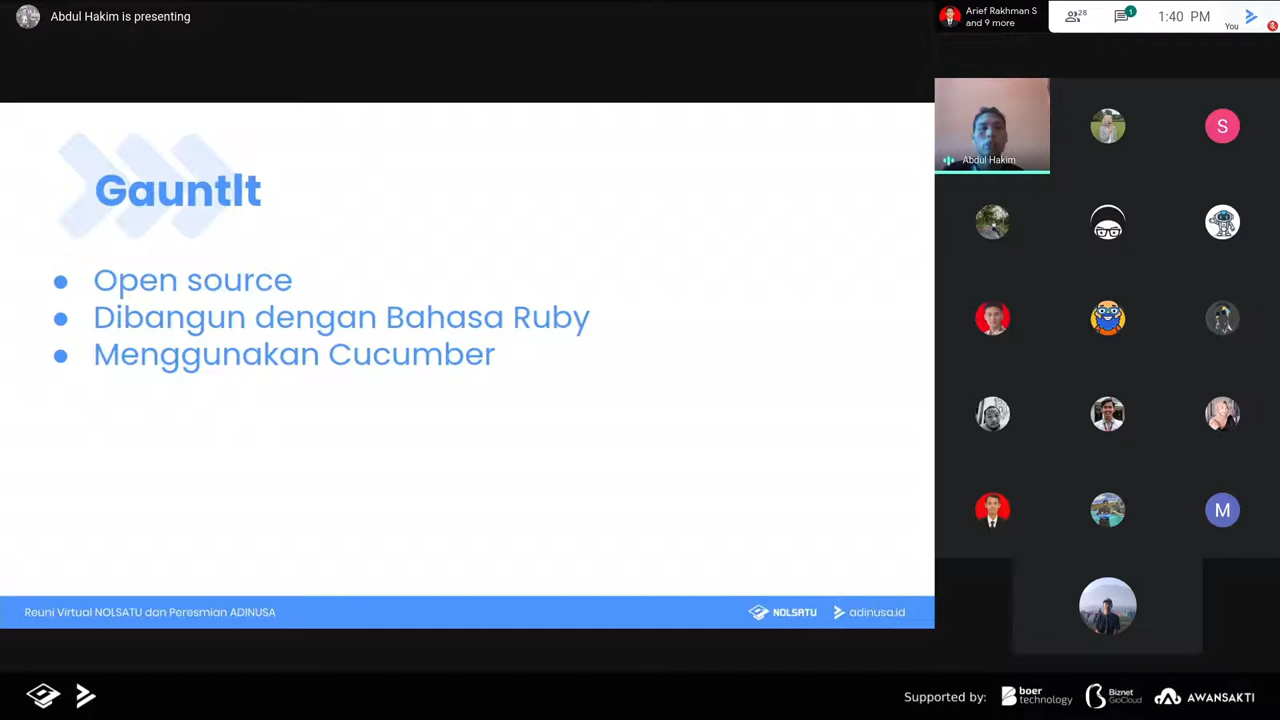 Abdul Hakim is presenting
Arief Rakhman S
and 9 more
28
1
1:40 PM
You
Abdul Hakim
S
GauntIt
Open source
Dibangun dengan Bahasa Ruby
Menggunakan Cucumber
M
Reuni Virtual NOLSATU dan Peresmian ADINUSA
NOLSATU
adinusa.id
Supported by:
boer
technology
Biznet
GioCloud
AWANSAKTI